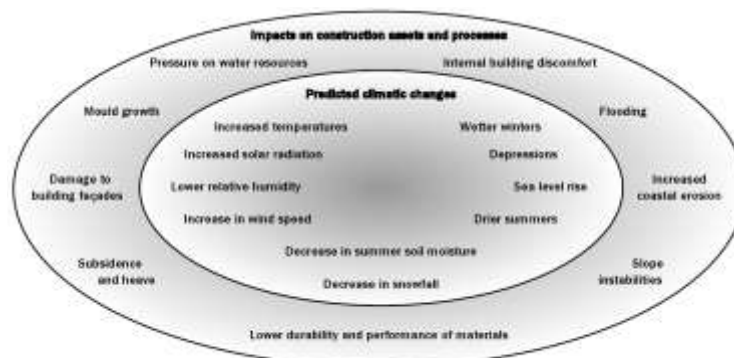 Impacts on construction assets and processes
Pressure on water resources
Internal building discomfort
Predicted climatic changes
Mould growth
Flooding
Increased temperatures
Wetter winters
Increased solar radiation
Depressions
Damage to
building façades
Lower relative humidity
Sea level rise
Increased
coastal erosion
Increase in wind speed
Drier summers
Decrease in summer soil moisture
Subsidence
and heave
Slope
instabilities
Decrease in snowfall
Lower durability and performance of materials